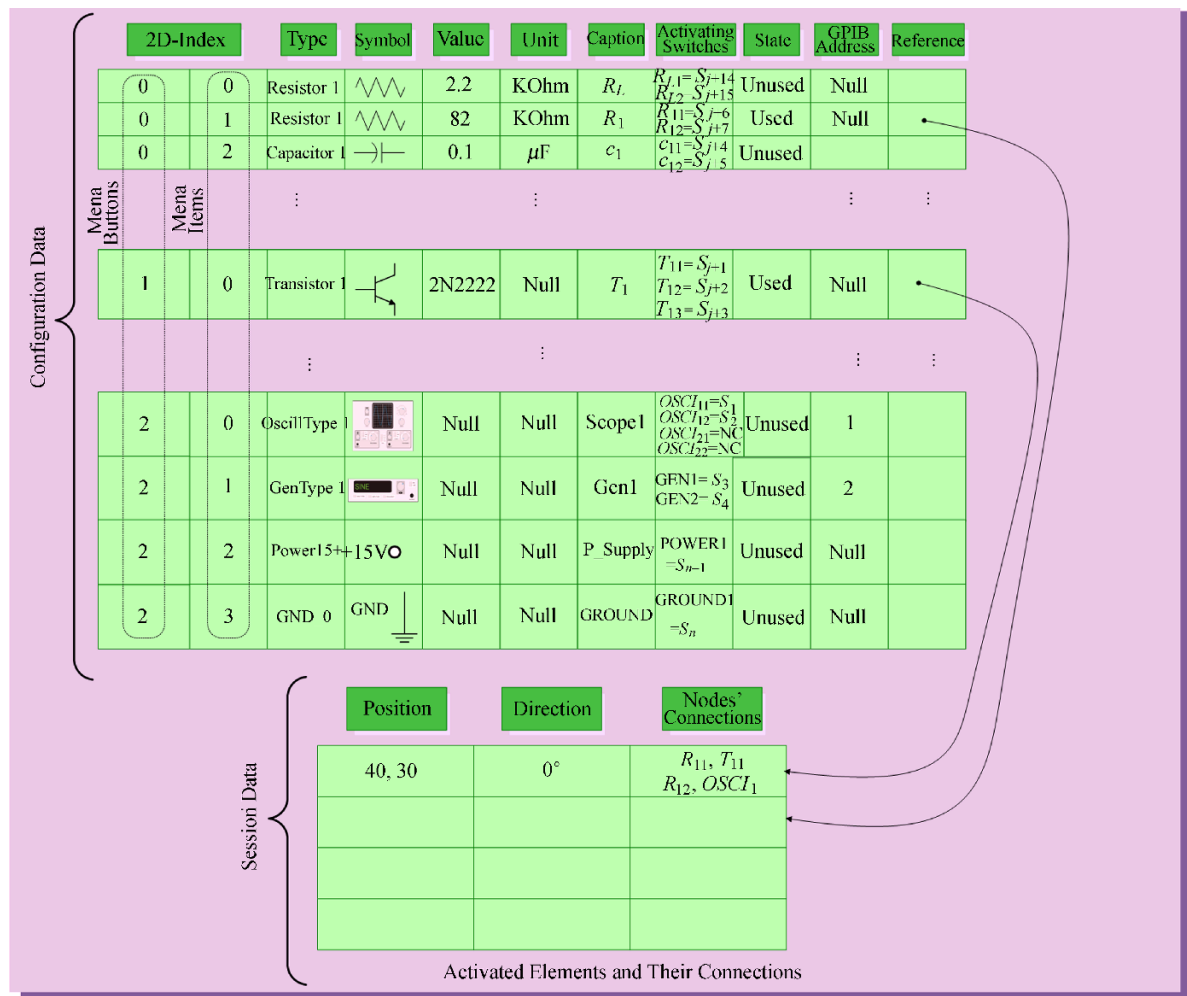 2D-Index Type Symbol Value Unit Caption Activating Switches State GPIB Address Reference
0 0 Resistor 1 2.2 KOhm R_L R_L1=S_j+14 R_L2=S_j+15 Unused Null
0 1 Resistor 1 82 KOhm R_1 R_11=S_j+6 R_12=S_j+7 Used Null
0 2 Capacitor 1 0.1 μF c_1 c_11=S_j+4 c_12=S_j+5 Unused
Mena Buttons
Mena Items
⋮ ⋮ ⋮ ⋮
Configuration Data
1 0 Transistor 1 2N2222 Null T_1 T_11=S_j+1 T_12=S_j+2 T_13=S_j+3 Used Null
⋮ ⋮ ⋮ ⋮
2 0 OscillType 1 Null Null Scope1 OSCI_11=S_1 OSCI_12=S_2 OSCI_21=NC OSCI_22=NC Unused 1
2 1 GenType 1 SINE Null Null Gen1 GEN1=S_3 GEN2=S_4 Unused 2
2 2 Power15+ +15V Null Null P_Supply POWER1 =S_n-1 Unused Null
2 3 GND 0 GND Null Null GROUND GROUND1 =S_n Unused Null
Session Data
Position Direction Nodes' Connections
40, 30 0° R_11, T_11
R_12, OSCI_1
Activated Elements and Their Connections